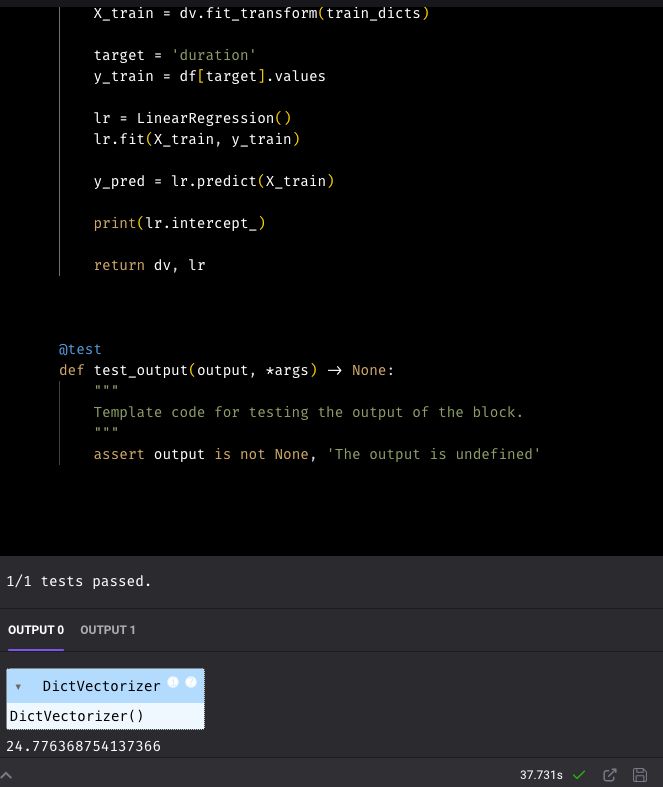 X_train = dv.fit_transform(train_dicts)
target = 'duration'
y_train = df[target].values
lr = LinearRegression()
lr.fit(X_train, y_train)
y_pred = lr.predict(X_train)
print(lr.intercept_)
return dv, lr
@test
def test_output(output, *args) -> None:
"""
Template code for testing the output of the block.
"""
assert output is not None, 'The output is undefined'
1/1 tests passed.
OUTPUT 0 OUTPUT 1
▾ DictVectorizer i ?
DictVectorizer()
24.776368754137366
37.731s